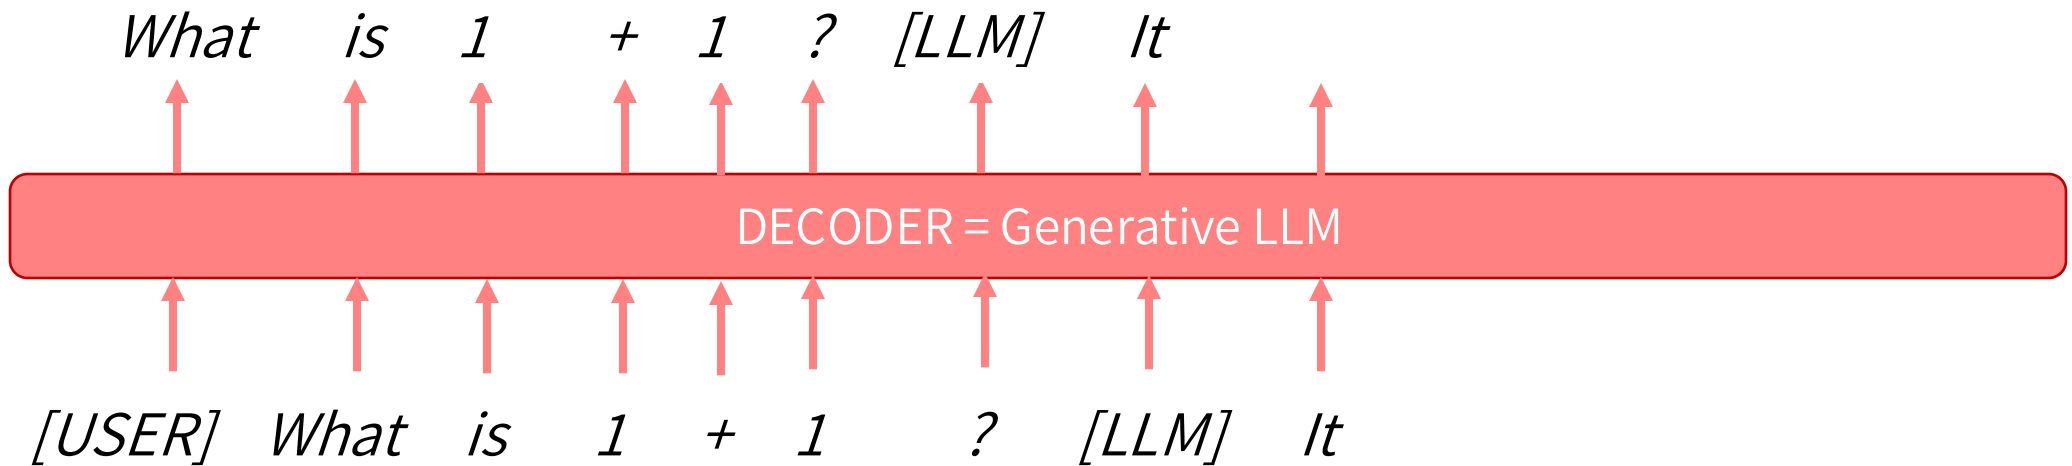 What is 1 + 1 ? [LLM] It
DECODER = Generative LLM
[USER] What is 1 + 1 ? [LLM] It